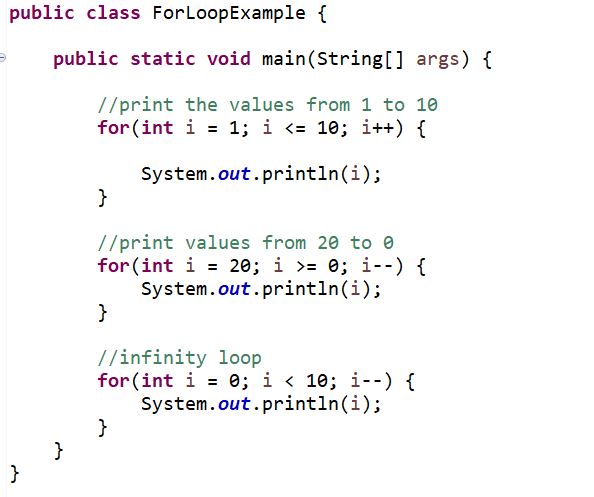 public class ForLoopExample {
public static void main(String[] args) {
//print the values from 1 to 10
for(int i = 1; i <= 10; i++) {
System.out.println(i);
}
//print values from 20 to 0
for(int i = 20; i >= 0; i--) {
System.out.println(i);
}
//infinity loop
for(int i = 0; i < 10; i--) {
System.out.println(i);
}
}
}